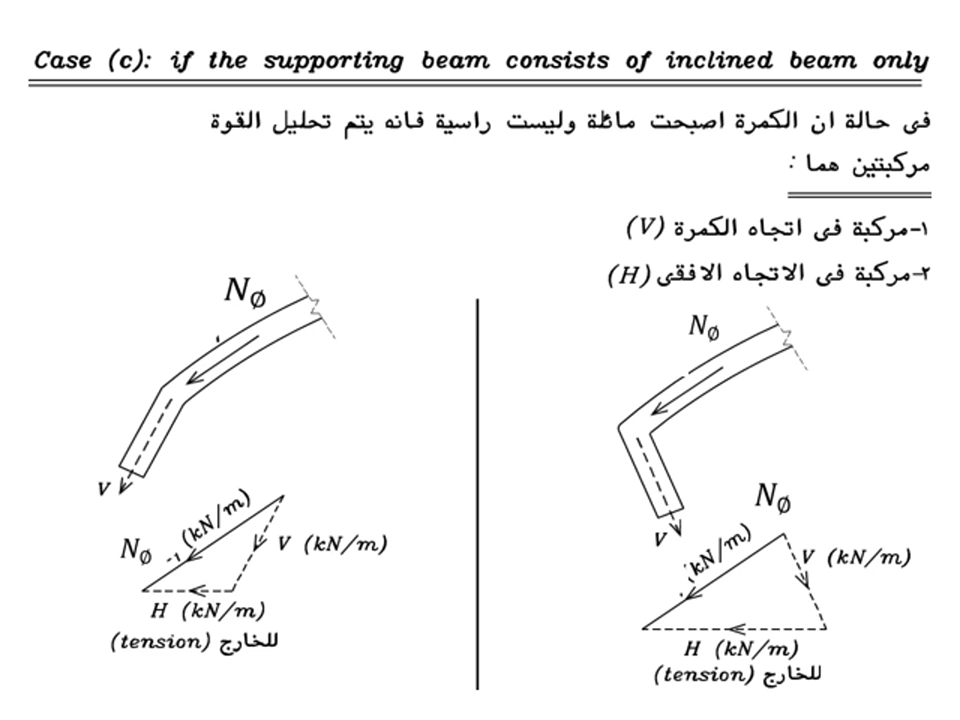 Case (c): if the supporting beam consists of inclined beam only
فى حالة ان الكمرة اصبحت مائلة وليست راسية فانه يتم تحليل القوة
مركبتين هما :
١-مركبة فى اتجاه الكمرة (V)
٢-مركبة فى الاتجاه الافقى (H)
NØ
V
NØ (kN/m)
V (kN/m)
H (kN/m)
للخارج (tension)
NØ
V
NØ
kN/m)
V (kN/m)
H (kN/m)
للخارج (tension)